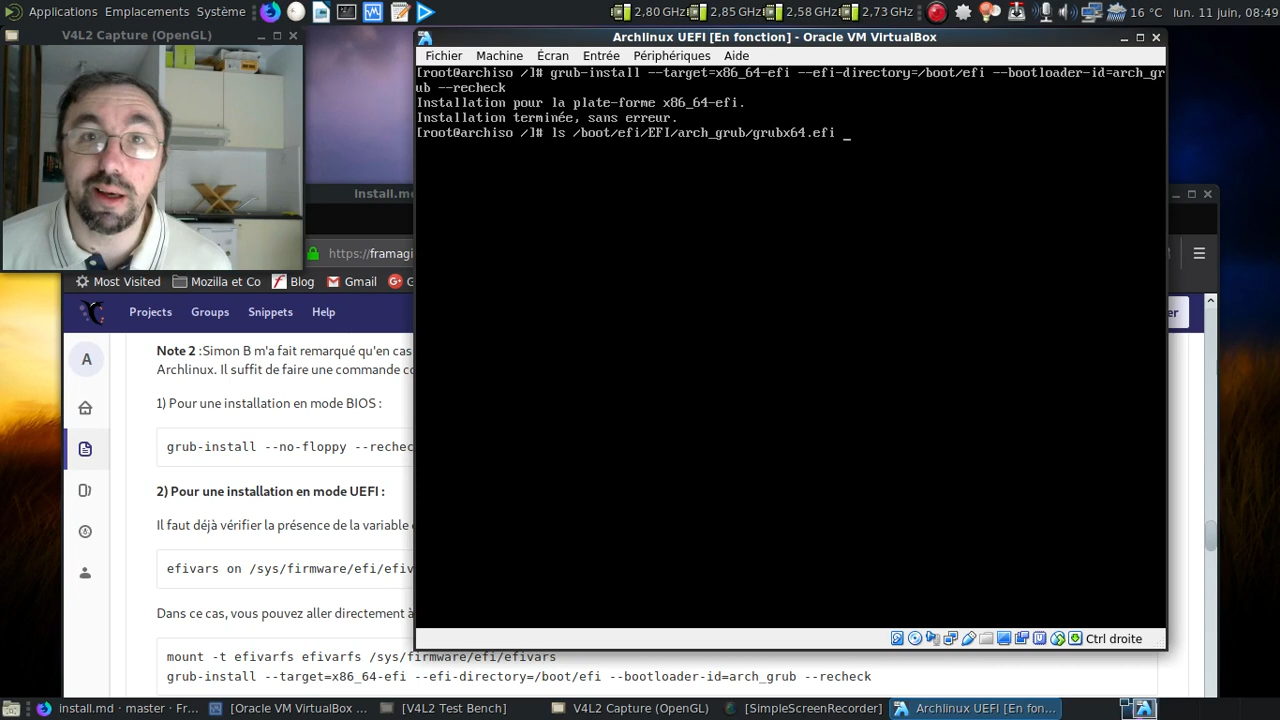 Applications Emplacements Système
2,80 GHz 2,85 GHz 2,58 GHz 2,73 GHz
16 °C lun. 11 juin, 08:49
V4L2 Capture (OpenGL)
Archlinux UEFI [En fonction] - Oracle VM VirtualBox
Fichier Machine Écran Entrée Périphériques Aide
[root@archiso /]# grub-install --target=x86_64-efi --efi-directory=/boot/efi --bootloader-id=arch_gr
ub --recheck
Installation pour la plate-forme x86_64-efi.
Installation terminée, sans erreur.
[root@archiso /]# ls /boot/efi/EFI/arch_grub/grubx64.efi _
install.m
https://framagi
Most Visited Mozilla et Co Blog Gmail G
Projects Groups Snippets Help
er
A
Note 2 :Simon B m'a fait remarqué qu'en cas
Archlinux. Il suffit de faire une commande co
1) Pour une installation en mode BIOS :
grub-install --no-floppy --rechec
2) Pour une installation en mode UEFI :
Il faut déjà vérifier la présence de la variable
efivars on /sys/firmware/efi/efiv
Dans ce cas, vous pouvez aller directement à
mount -t efivarfs efivarfs /sys/firmware/efi/efivars
grub-install --target=x86_64-efi --efi-directory=/boot/efi --bootloader-id=arch_grub --recheck
Ctrl droite
install.md · master · Fr... [Oracle VM VirtualBox ... [V4L2 Test Bench] V4L2 Capture (OpenGL) [SimpleScreenRecorder] Archlinux UEFI [En fon...